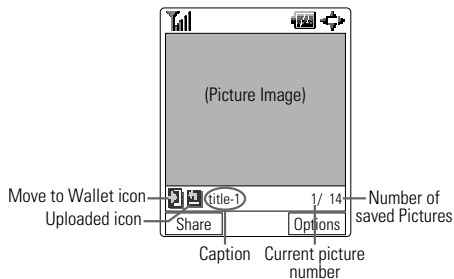 (Picture Image)
title-1
1/ 14
Move to Wallet icon
Uploaded icon
Number of
saved Pictures
Share
Options
Caption
Current picture
number